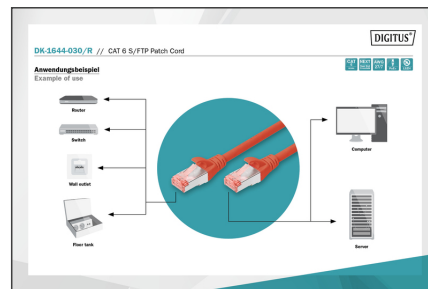 DIGITUS®
DK-1644-030/R // CAT 6 S/FTP Patch Cord
Anwendungsbeispiel
Example of use
Router
Switch
Wall outlet
Floor tank
Computer
Server